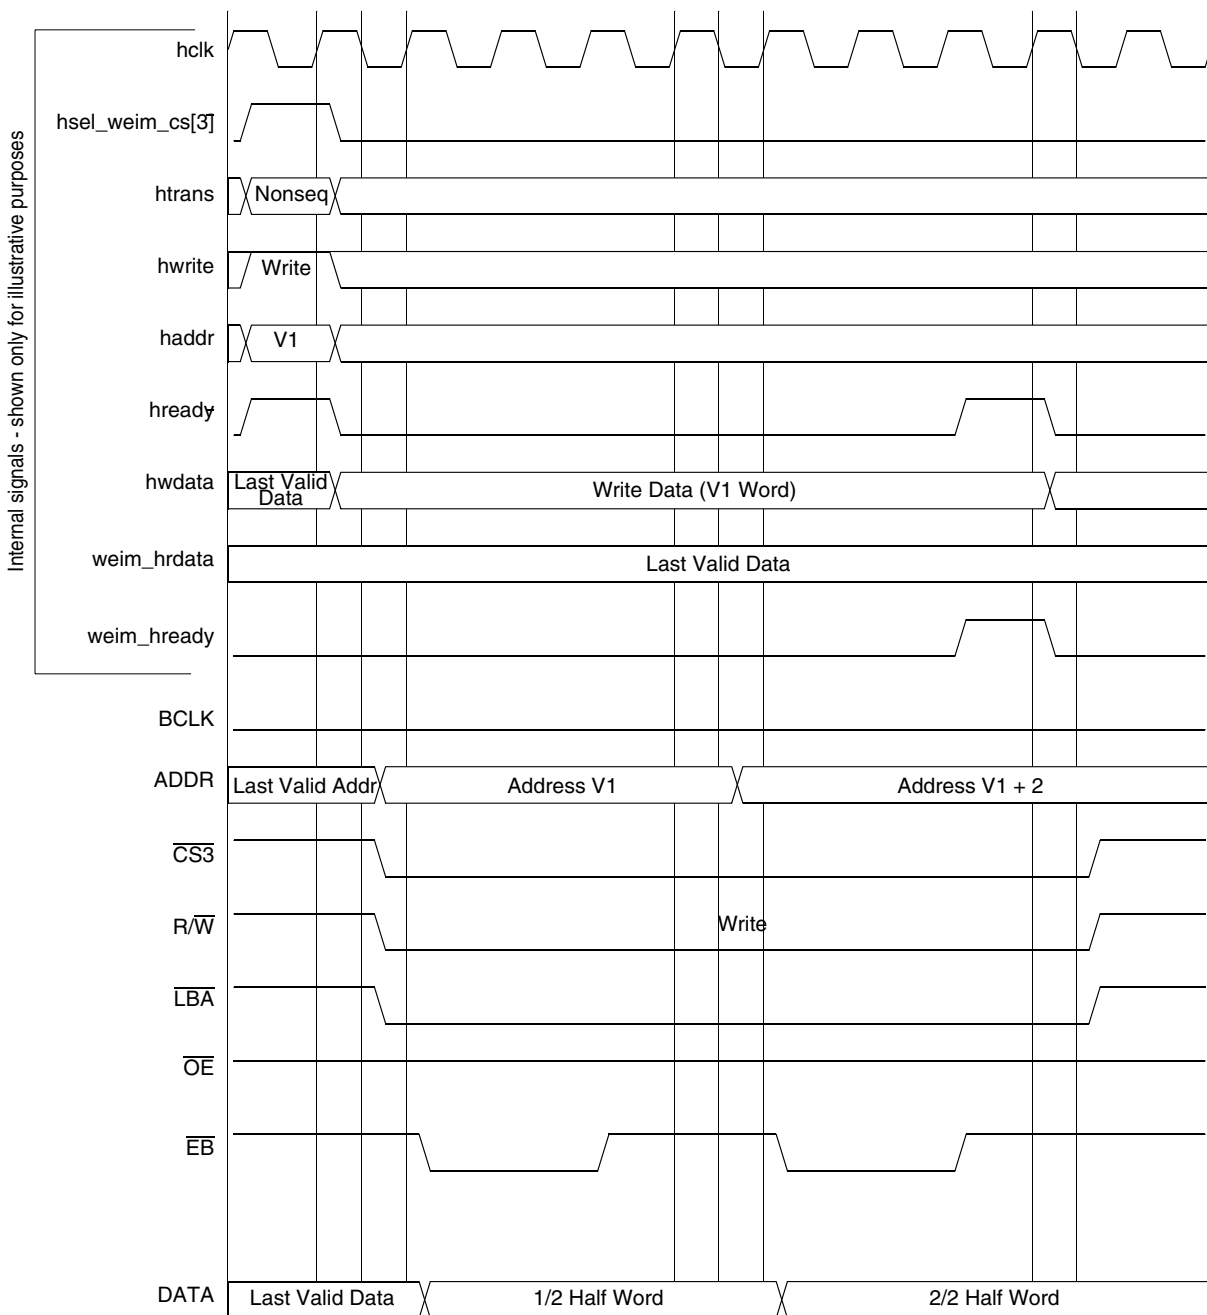 Internal signals - shown only for illustrative purposes
hclk
hsel_weim_cs[3]
htrans
Nonseq
hwrite
Write
haddr
V1
hready
hwdata
Last Valid
Data
Write Data (V1 Word)
weim_hrdata
Last Valid Data
weim_hready
BCLK
ADDR
Last Valid Addr
Address V1
Address V1 + 2
CS3
R/W
Write
LBA
OE
EB
DATA
Last Valid Data
1/2 Half Word
2/2 Half Word